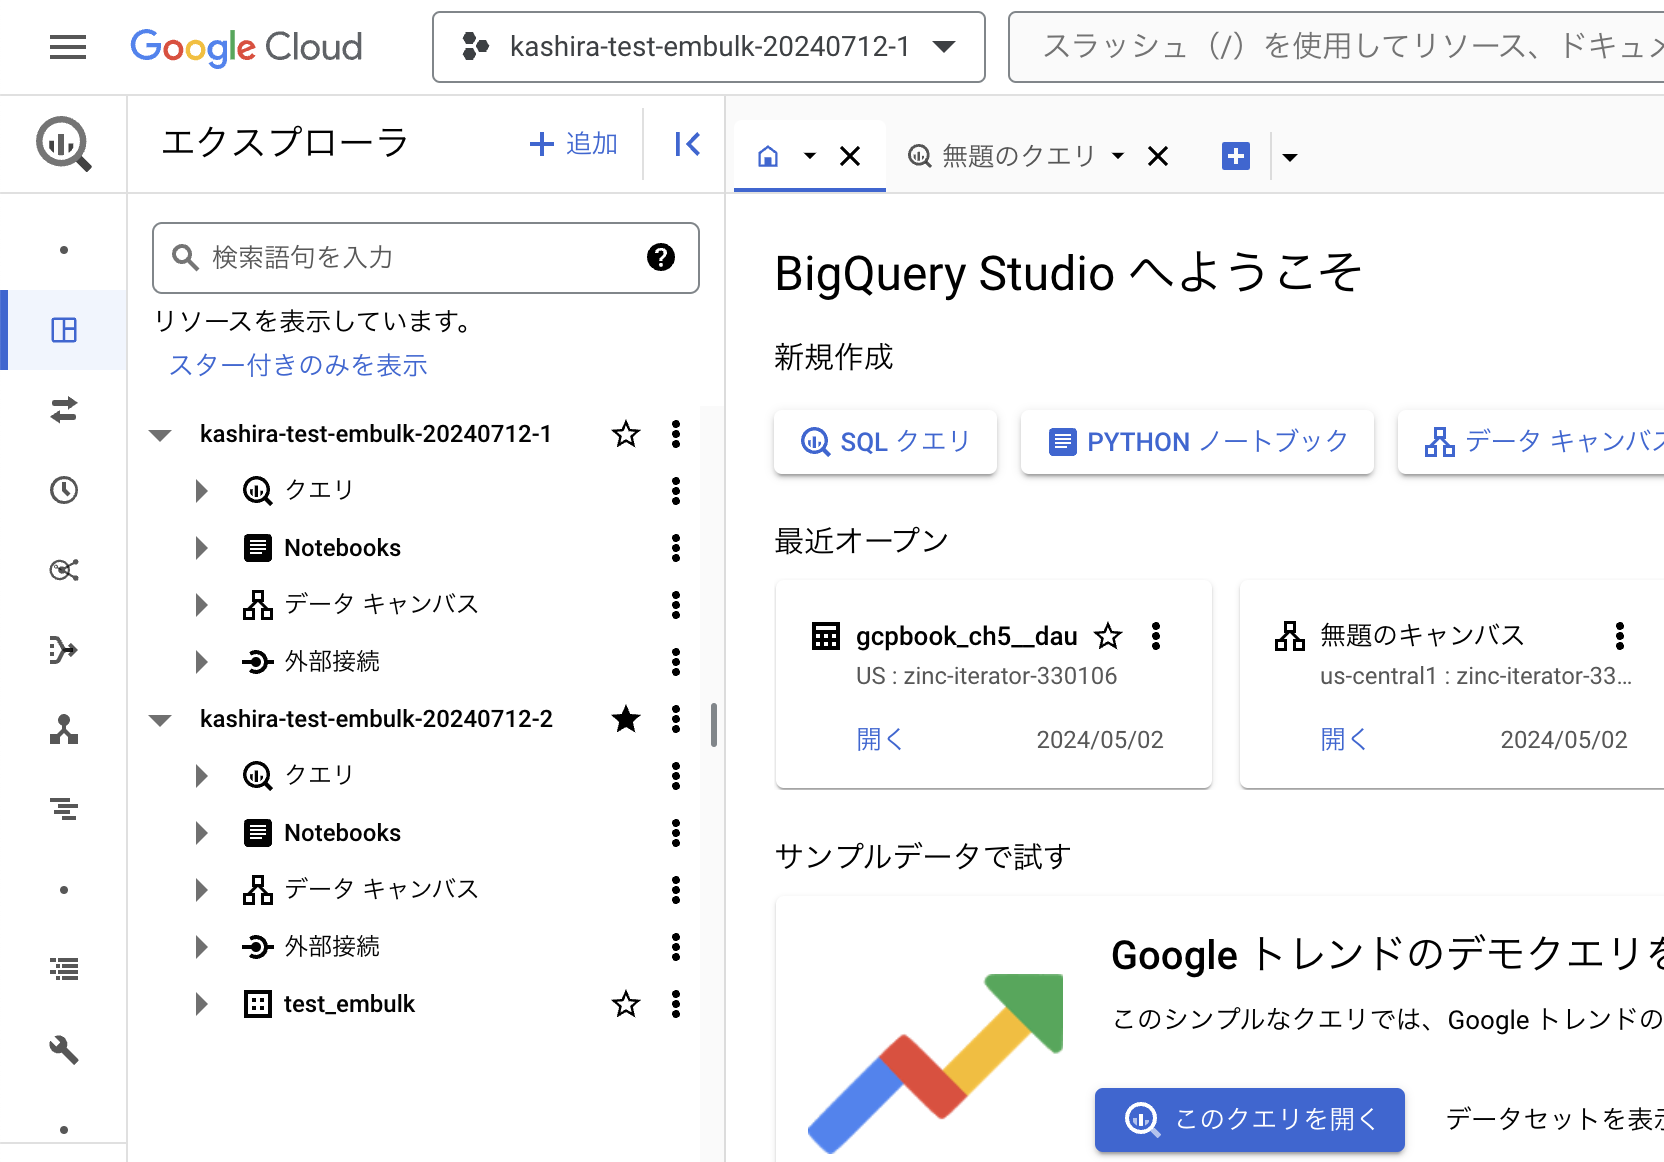 Google Cloud
kashira-test-embulk-20240712-1
スラッシュ（/）を使用してリソース、ドキュメ
エクスプローラ
追加
無題のクエリ
検索語句を入力
リソースを表示しています。
スター付きのみを表示
kashira-test-embulk-20240712-1
クエリ
Notebooks
データ キャンバス
外部接続
kashira-test-embulk-20240712-2
クエリ
Notebooks
データ キャンバス
外部接続
test_embulk
BigQuery Studio へようこそ
新規作成
SQL クエリ
PYTHON ノートブック
データ キャンバス
最近オープン
gcpbook_ch5__dau
US : zinc-iterator-330106
開く
2024/05/02
無題のキャンバス
us-central1 : zinc-iterator-33...
開く
2024/05/02
サンプルデータで試す
Google トレンドのデモクエリを
このシンプルなクエリでは、Google トレンドの
このクエリを開く
データセットを表示